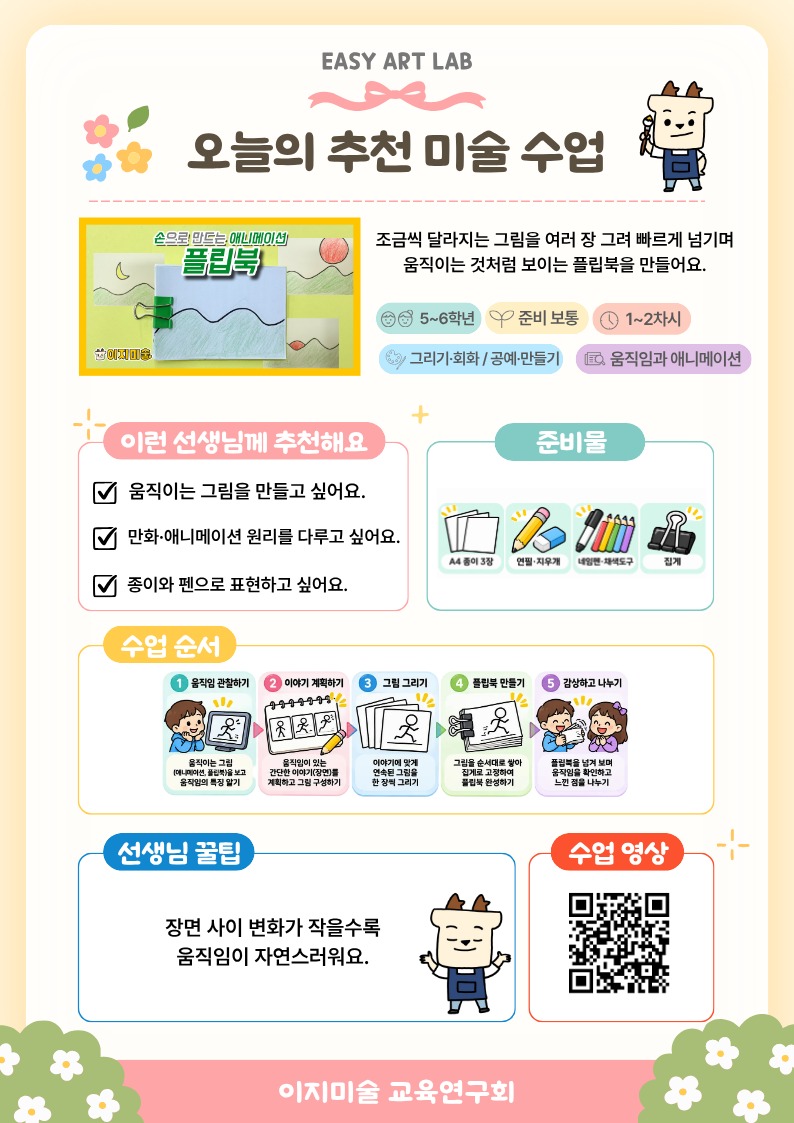 EASY ART LAB
오늘의 추천 미술 수업
손으로 만드는 애니메이션
플립북
이지미술
조금씩 달라지는 그림을 여러 장 그려 빠르게 넘기며
움직이는 것처럼 보이는 플립북을 만들어요.
5~6학년
준비 보통
1~2차시
그리기·회화 / 공예·만들기
움직임과 애니메이션
이런 선생님께 추천해요
움직이는 그림을 만들고 싶어요.
만화·애니메이션 원리를 다루고 싶어요.
종이와 펜으로 표현하고 싶어요.
준비물
A4 종이 3장
연필·지우개
네임펜·채색도구
집게
수업 순서
1 움직임 관찰하기
움직이는 그림
(애니메이션, 플립북)을 보고
움직임의 특징 알기
2 이야기 계획하기
움직임이 있는
간단한 이야기(장면)를
계획하고 그림 구성하기
3 그림 그리기
이야기에 맞게
연속된 그림을
한 장씩 그리기
4 플립북 만들기
그림을 순서대로 쌓아
집게로 고정하여
플립북 완성하기
5 감상하고 나누기
플립북을 넘겨 보며
움직임을 확인하고
느낀 점을 나누기
선생님 꿀팁
장면 사이 변화가 작을수록
움직임이 자연스러워요.
수업 영상
이지미술 교육연구회